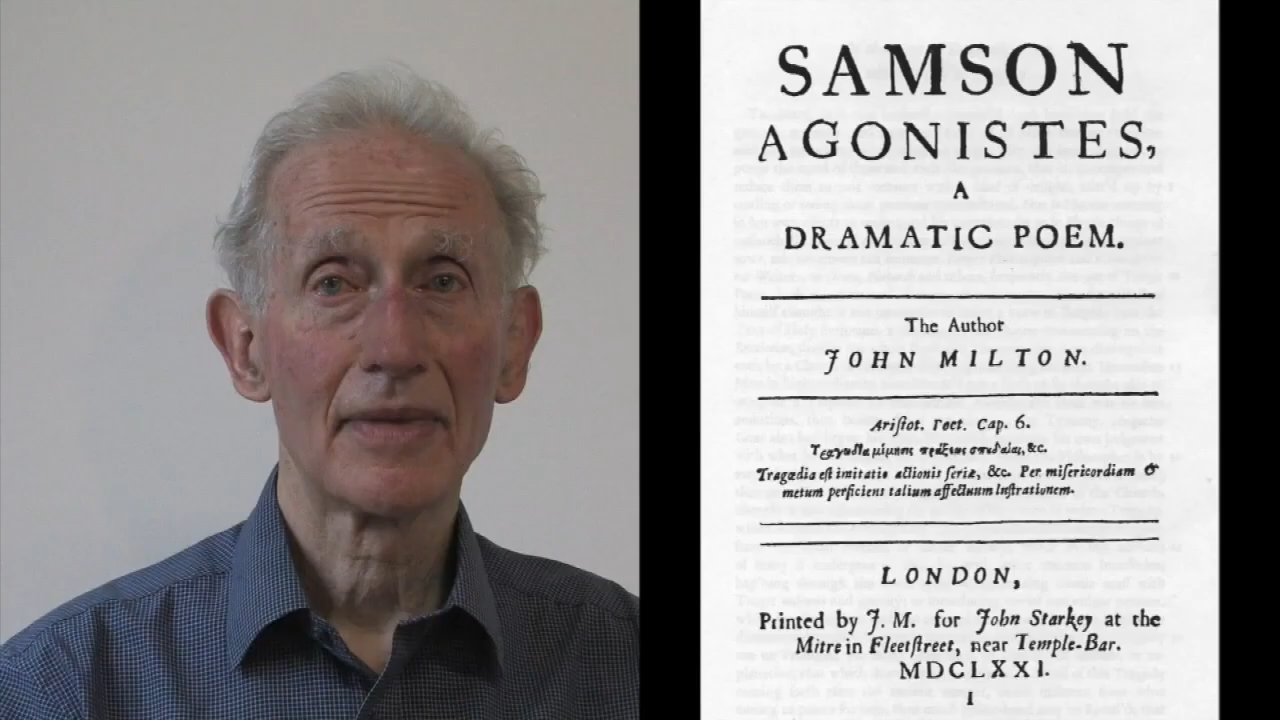 SAMSON
AGONISTES,
A
DRAMATIC POEM.
The Author
JOHN MILTON.
Ariſtot. Poet. Cap. 6.
Τραγῳδία μίμησις πράξεως σπουδαίας, &c.
Tragœdia eſt imitatio actionis ſeriæ, &c. Per miſericordiam &
metum perficiens talium affectuum luſtrationem.
LONDON,
Printed by J. M. for John Starkey at the
Mitre in Fleetſtreet, near Temple-Bar.
MDCLXXI.
I